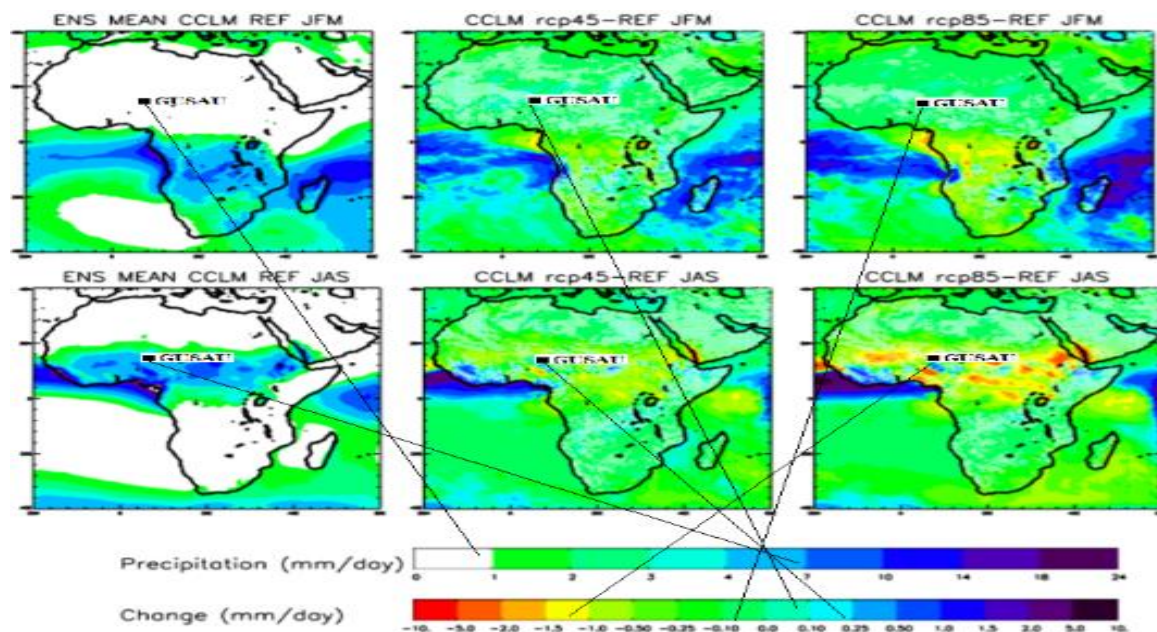 ENS MEAN CCLM REF JFM
CCLM rcp45-REF JFM
CCLM rcp85-REF JFM
GUSAU
GUSAU
GUSAU
ENS MEAN CCLM REF JAS
CCLM rcp45-REF JAS
CCLM rcp85-REF JAS
GUSAU
GUSAU
GUSAU
Precipitation (mm/day)
0 1 2 3 4 7 10 14 18 24
Change (mm/day)
-10. -5.0 -2.0 -1.5 -1.0 -0.50 -0.25 -0.10 0.0 0.10 0.25 0.50 1.0 2.0 5.0 10.